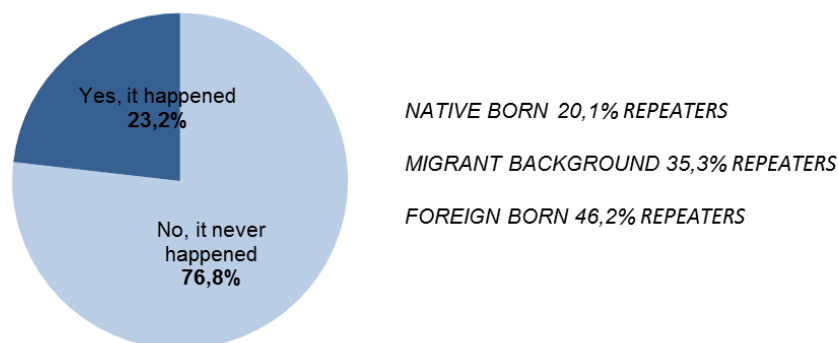 Yes, it happened
23,2%
No, it never
happened
76,8%
NATIVE BORN 20,1% REPEATERS
MIGRANT BACKGROUND 35,3% REPEATERS
FOREIGN BORN 46,2% REPEATERS